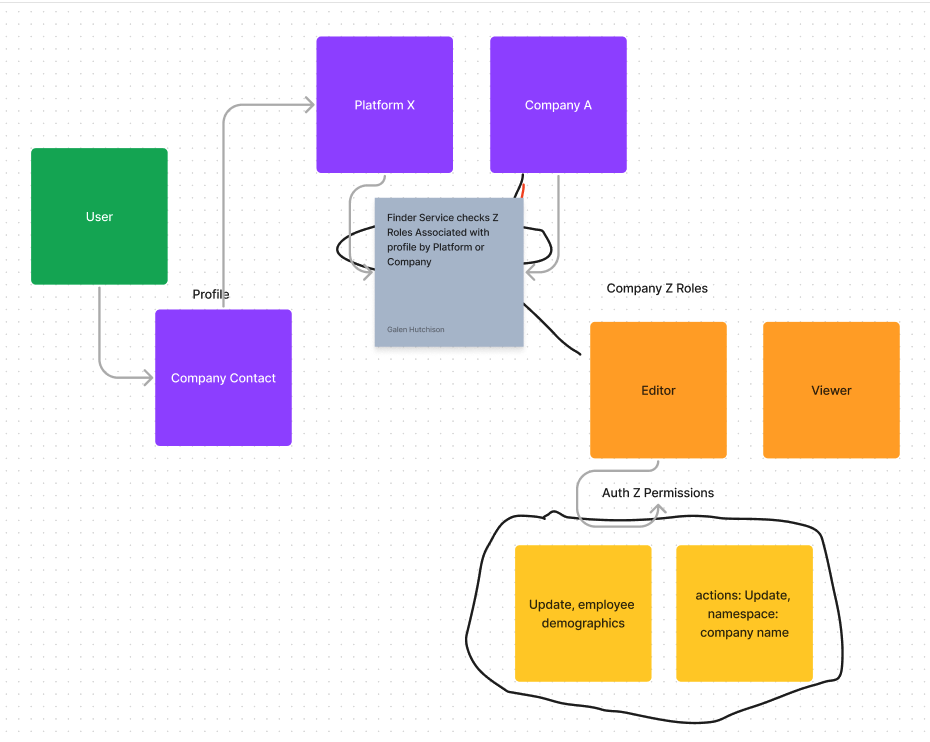 Platform X
Company A
User
Finder Service checks Z
Roles Associated with
profile by Platform or
Company
Galen Hutchison
Profile
Company Contact
Company Z Roles
Editor
Viewer
Auth Z Permissions
Update, employee
demographics
actions: Update,
namespace:
company name